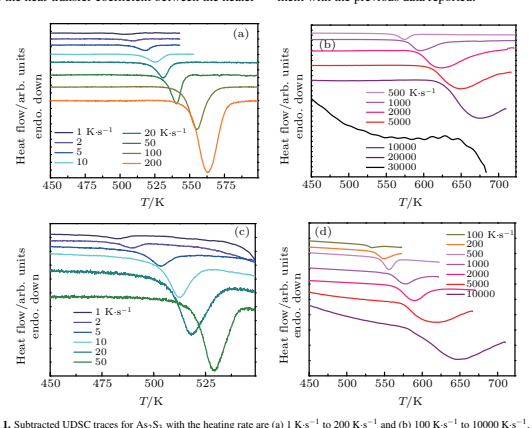 the heat transfer coefficient between the heater
ment with the previous data reported
(a)
Heat flow/arb. units
endo. down
1 K·s−1
2
5
10
20 K·s−1
50
100
200
450 475 500 525 550 575
T/K
(b)
Heat flow/arb. units
endo. down
500 K·s−1
1000
2000
5000
10000
20000
30000
450 500 550 600 650 700
T/K
(c)
Heat flow/arb. units
endo. down
1 K·s−1
2
5
10
20
50
450 475 500 525
T/K
(d)
Heat flow/arb. units
endo. down
100 K·s−1
200
500
1000
2000
5000
10000
450 500 550 600 650 700
T/K
1. Subtracted UDSC traces for As2S3 with the heating rate are (a) 1 K·s−1 to 200 K·s−1 and (b) 100 K·s−1 to 10000 K·s−1.